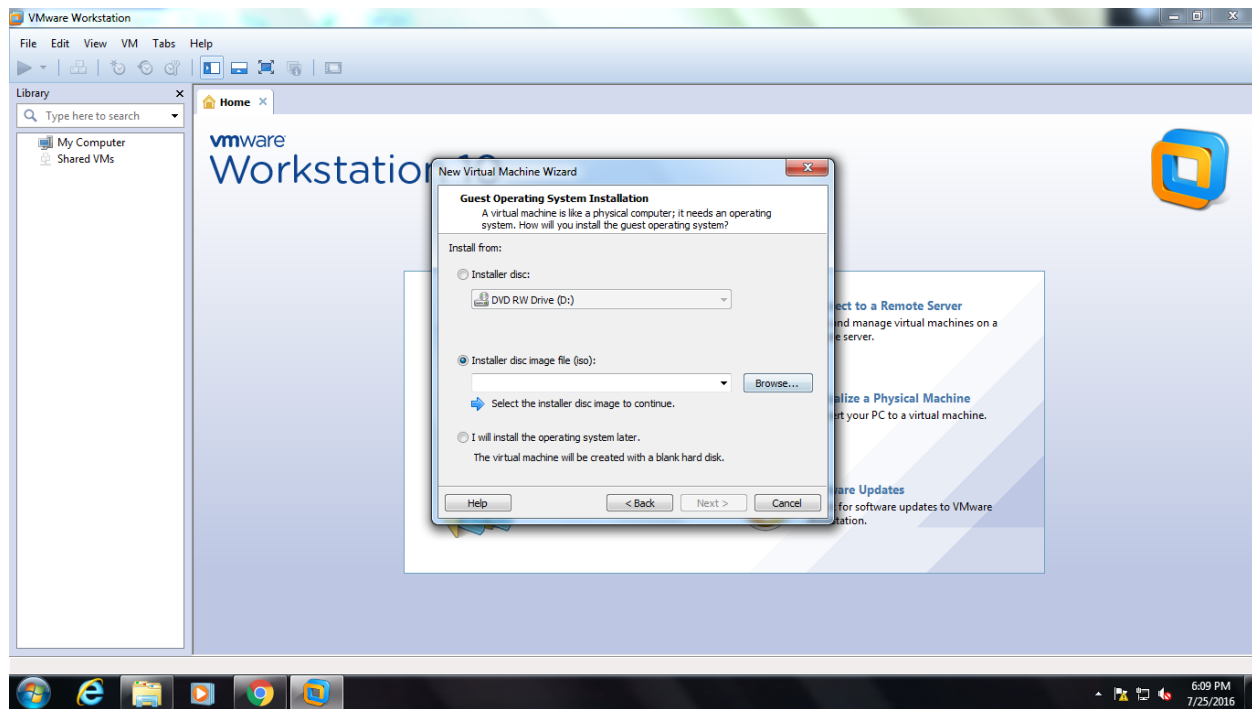 VMware Workstation
File Edit View VM Tabs Help
Library
Type here to search
My Computer
Shared VMs
Home
vmware
Workstation 10
New Virtual Machine Wizard
Guest Operating System Installation
A virtual machine is like a physical computer; it needs an operating
system. How will you install the guest operating system?
Install from:
Installer disc:
DVD RW Drive (D:)
Installer disc image file (iso):
Browse...
Select the installer disc image to continue.
I will install the operating system later.
The virtual machine will be created with a blank hard disk.
Help < Back Next > Cancel
ect to a Remote Server
and manage virtual machines on a
e server.
alize a Physical Machine
ert your PC to a virtual machine.
are Updates
for software updates to VMware
station.
6:09 PM
7/25/2016